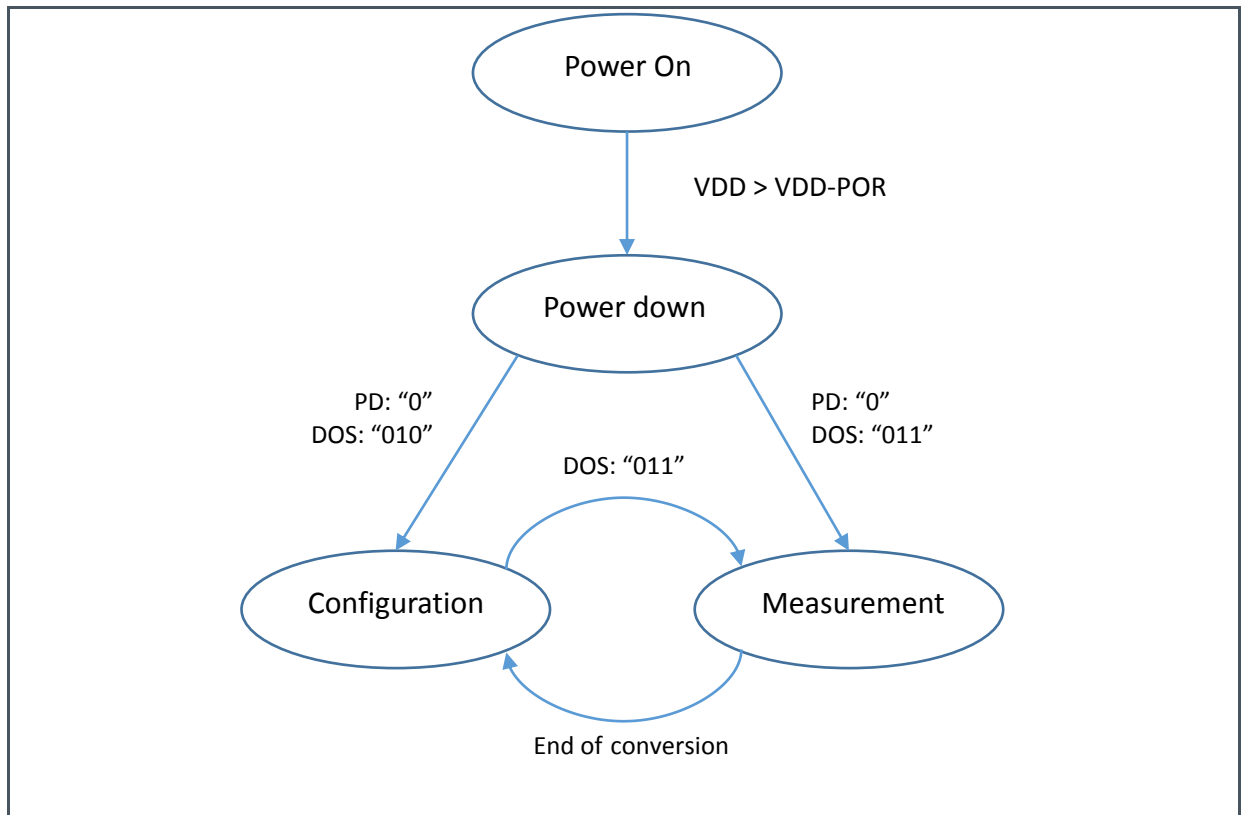 Power On
VDD > VDD-POR
Power down
PD: “0”
DOS: “010”
PD: “0”
DOS: “011”
DOS: “011”
Configuration
Measurement
End of conversion